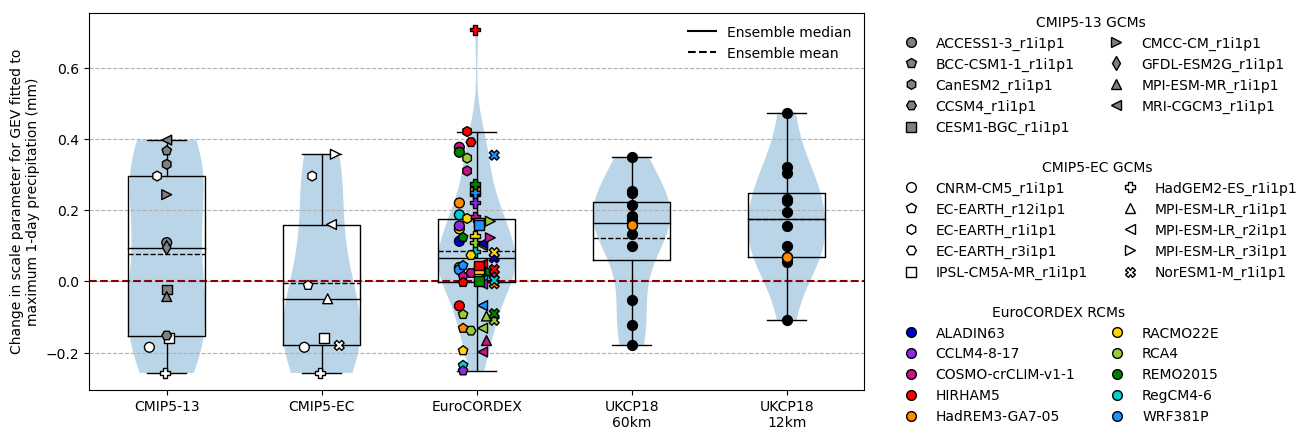 Change in scale parameter for GEV fitted to
maximum 1-day precipitation (mm)
0.6
0.4
0.2
0.0
−0.2
Ensemble median
Ensemble mean
CMIP5-13
CMIP5-EC
EuroCORDEX
UKCP18
60km
UKCP18
12km
CMIP5-13 GCMs
ACCESS1-3_r1i1p1
BCC-CSM1-1_r1i1p1
CanESM2_r1i1p1
CCSM4_r1i1p1
CESM1-BGC_r1i1p1
CMCC-CM_r1i1p1
GFDL-ESM2G_r1i1p1
MPI-ESM-MR_r1i1p1
MRI-CGCM3_r1i1p1
CMIP5-EC GCMs
CNRM-CM5_r1i1p1
EC-EARTH_r12i1p1
EC-EARTH_r1i1p1
EC-EARTH_r3i1p1
IPSL-CM5A-MR_r1i1p1
HadGEM2-ES_r1i1p1
MPI-ESM-LR_r1i1p1
MPI-ESM-LR_r2i1p1
MPI-ESM-LR_r3i1p1
NorESM1-M_r1i1p1
EuroCORDEX RCMs
ALADIN63
CCLM4-8-17
COSMO-crCLIM-v1-1
HIRHAM5
HadREM3-GA7-05
RACMO22E
RCA4
REMO2015
RegCM4-6
WRF381P